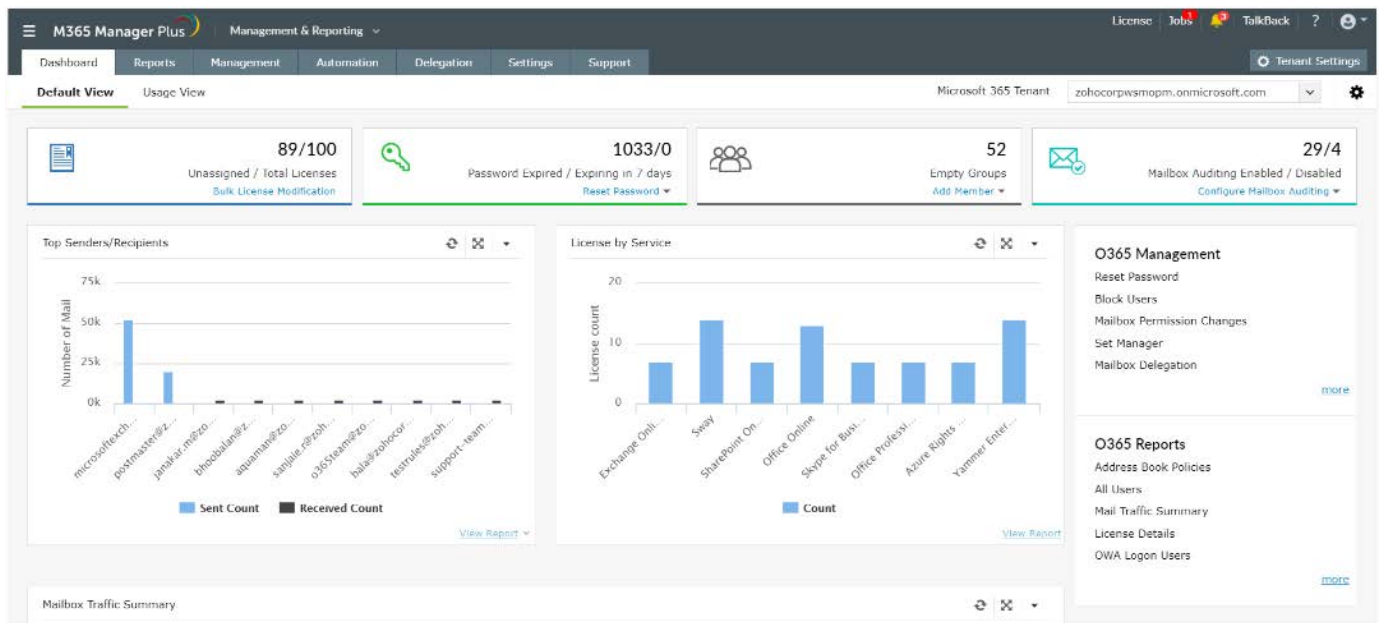 M365 Manager Plus Management & Reporting License Jobs 1 3 TalkBack ?
Dashboard Reports Management Automation Delegation Settings Support Tenant Settings
Default View Usage View Microsoft 365 Tenant zohocorpwsmopm.onmicrosoft.com
89/100
Unassigned / Total Licenses
Bulk License Modification
1033/0
Password Expired / Expiring in 7 days
Reset Password
52
Empty Groups
Add Member
29/4
Mailbox Auditing Enabled / Disabled
Configure Mailbox Auditing
Top Senders/Recipients
Number of Mail
75k
50k
25k
0k
microsoftexch...
postmaster@z...
janakar.m@zo...
bhoobalan@z...
aquaman@zo...
sanjaie.r@zoh...
o365team@zo...
bala@zohocor...
testrules@zoh...
support-team...
Sent Count Received Count
View Report
License by Service
License count
20
10
0
Exchange Onli...
Sway
SharePoint On...
Office Online
Skype for Busi...
Office Professi...
Azure Rights ...
Yammer Enter...
Count
View Report
O365 Management
Reset Password
Block Users
Mailbox Permission Changes
Set Manager
Mailbox Delegation
more
O365 Reports
Address Book Policies
All Users
Mail Traffic Summary
License Details
OWA Logon Users
more
Mailbox Traffic Summary